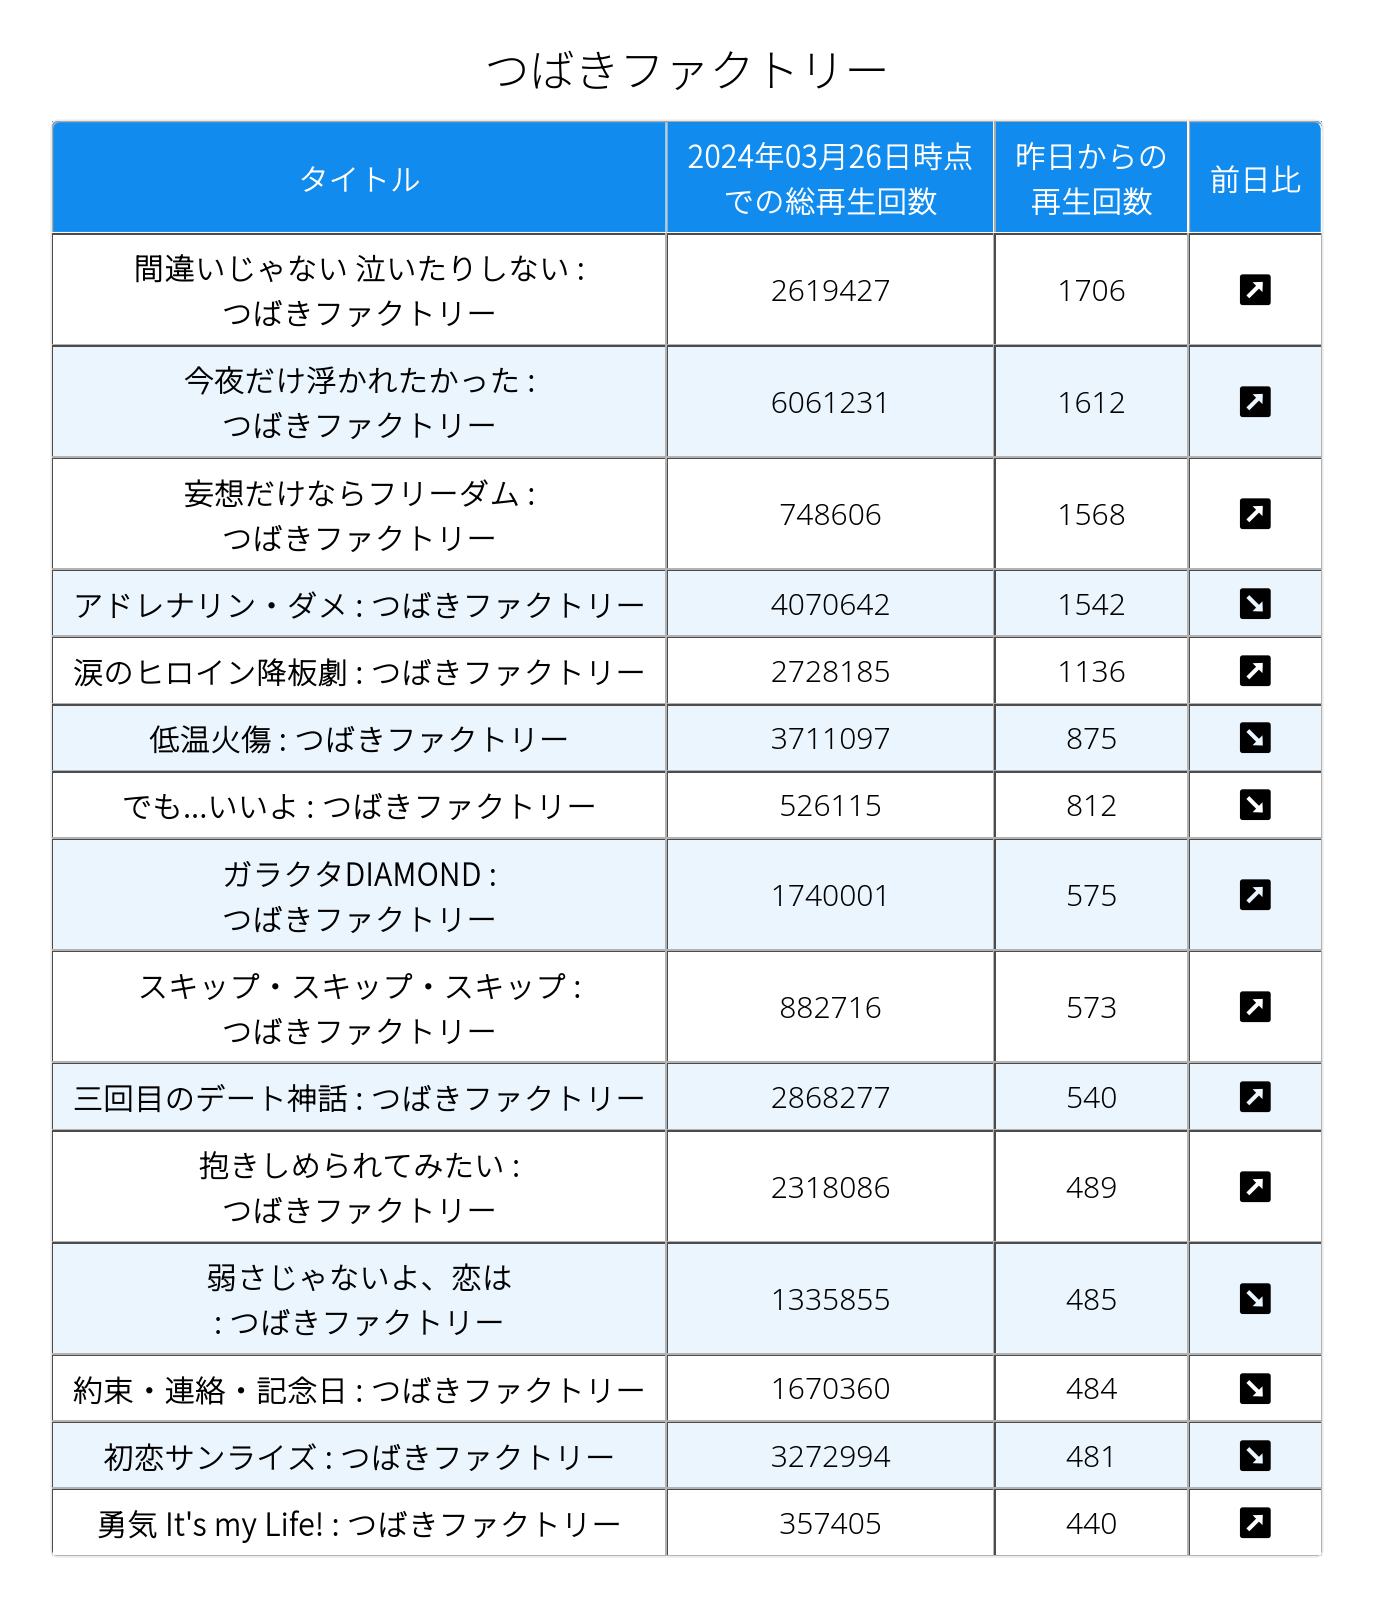 つばきファクトリー
タイトル
2024年03月26日時点
での総再生回数
昨日からの
再生回数
前日比
間違いじゃない 泣いたりしない :
つばきファクトリー
2619427
1706
↗
今夜だけ浮かれたかった :
つばきファクトリー
6061231
1612
↗
妄想だけならフリーダム :
つばきファクトリー
748606
1568
↗
アドレナリン・ダメ : つばきファクトリー
4070642
1542
↘
涙のヒロイン降板劇 : つばきファクトリー
2728185
1136
↗
低温火傷 : つばきファクトリー
3711097
875
↘
でも...いいよ : つばきファクトリー
526115
812
↘
ガラクタDIAMOND :
つばきファクトリー
1740001
575
↗
スキップ・スキップ・スキップ :
つばきファクトリー
882716
573
↗
三回目のデート神話 : つばきファクトリー
2868277
540
↗
抱きしめられてみたい :
つばきファクトリー
2318086
489
↗
弱さじゃないよ、恋は
: つばきファクトリー
1335855
485
↘
約束・連絡・記念日 : つばきファクトリー
1670360
484
↘
初恋サンライズ : つばきファクトリー
3272994
481
↘
勇気 It's my Life! : つばきファクトリー
357405
440
↗